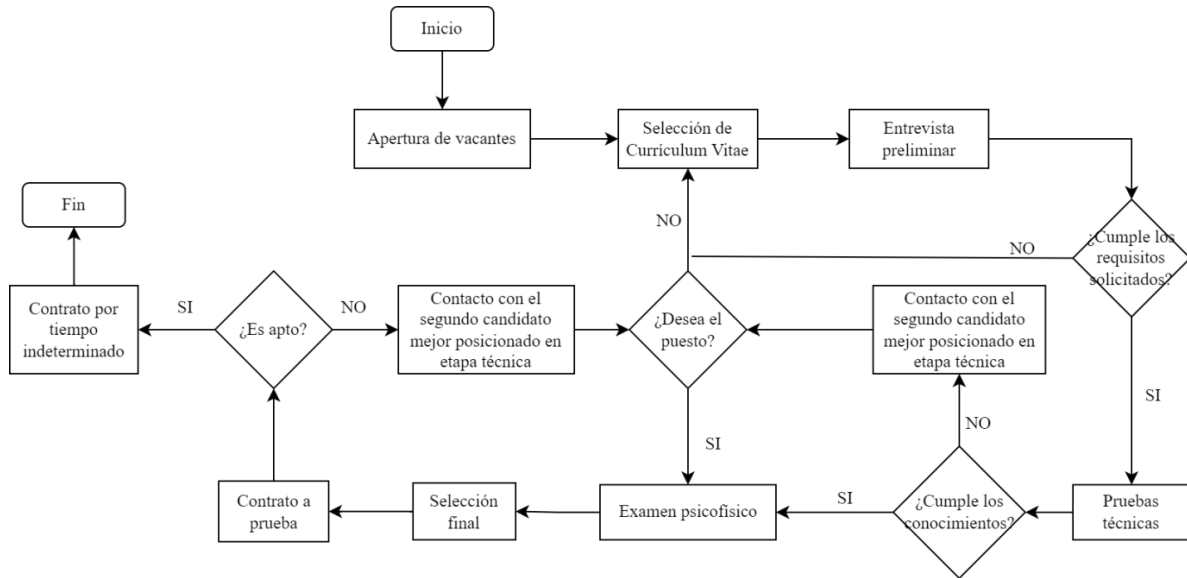 Inicio
Apertura de vacantes
Selección de
Currículum Vitae
Entrevista
preliminar
Fin
NO
NO
¿Cumple los
requisitos
solicitados?
Contrato por
tiempo
indeterminado
SI
¿Es apto?
NO
Contacto con el
segundo candidato
mejor posicionado en
etapa técnica
¿Desea el
puesto?
Contacto con el
segundo candidato
mejor posicionado en
etapa técnica
SI
NO
SI
Contrato a
prueba
Selección
final
Examen psicofísico
SI
¿Cumple los
conocimientos?
Pruebas
técnicas